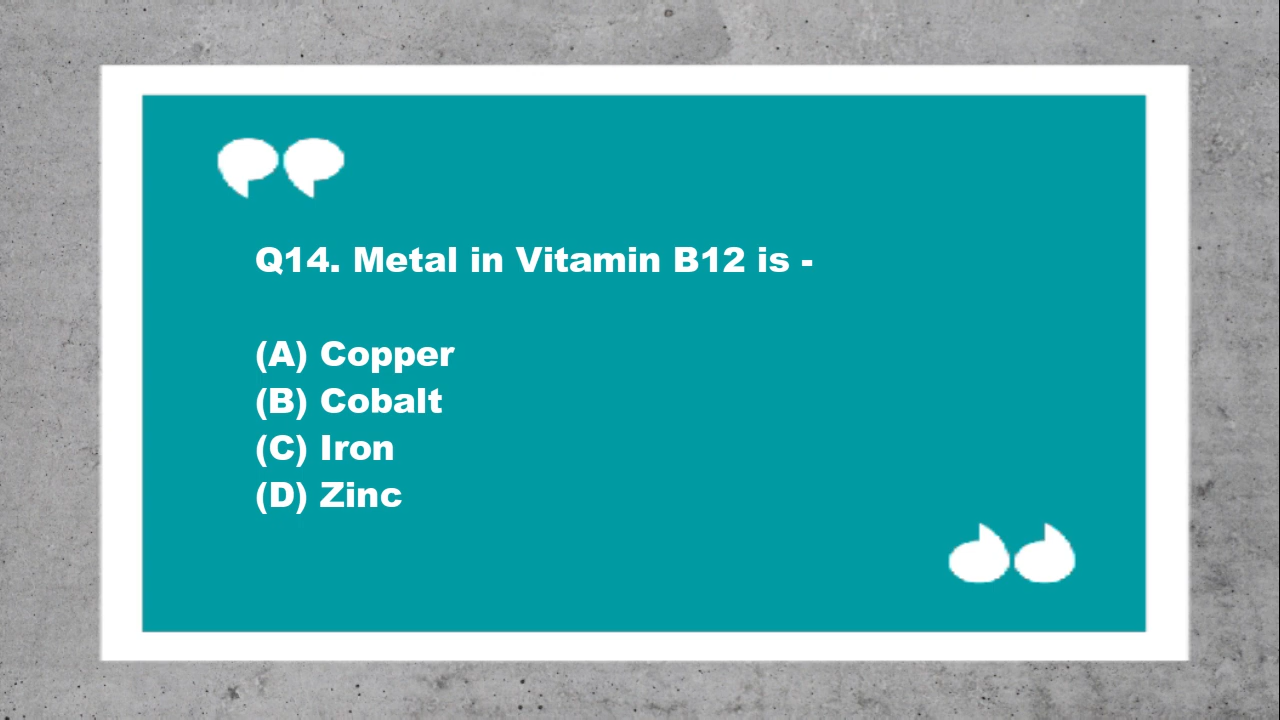 Q14. Metal in Vitamin B12 is -
(A) Copper
(B) Cobalt
(C) Iron
(D) Zinc